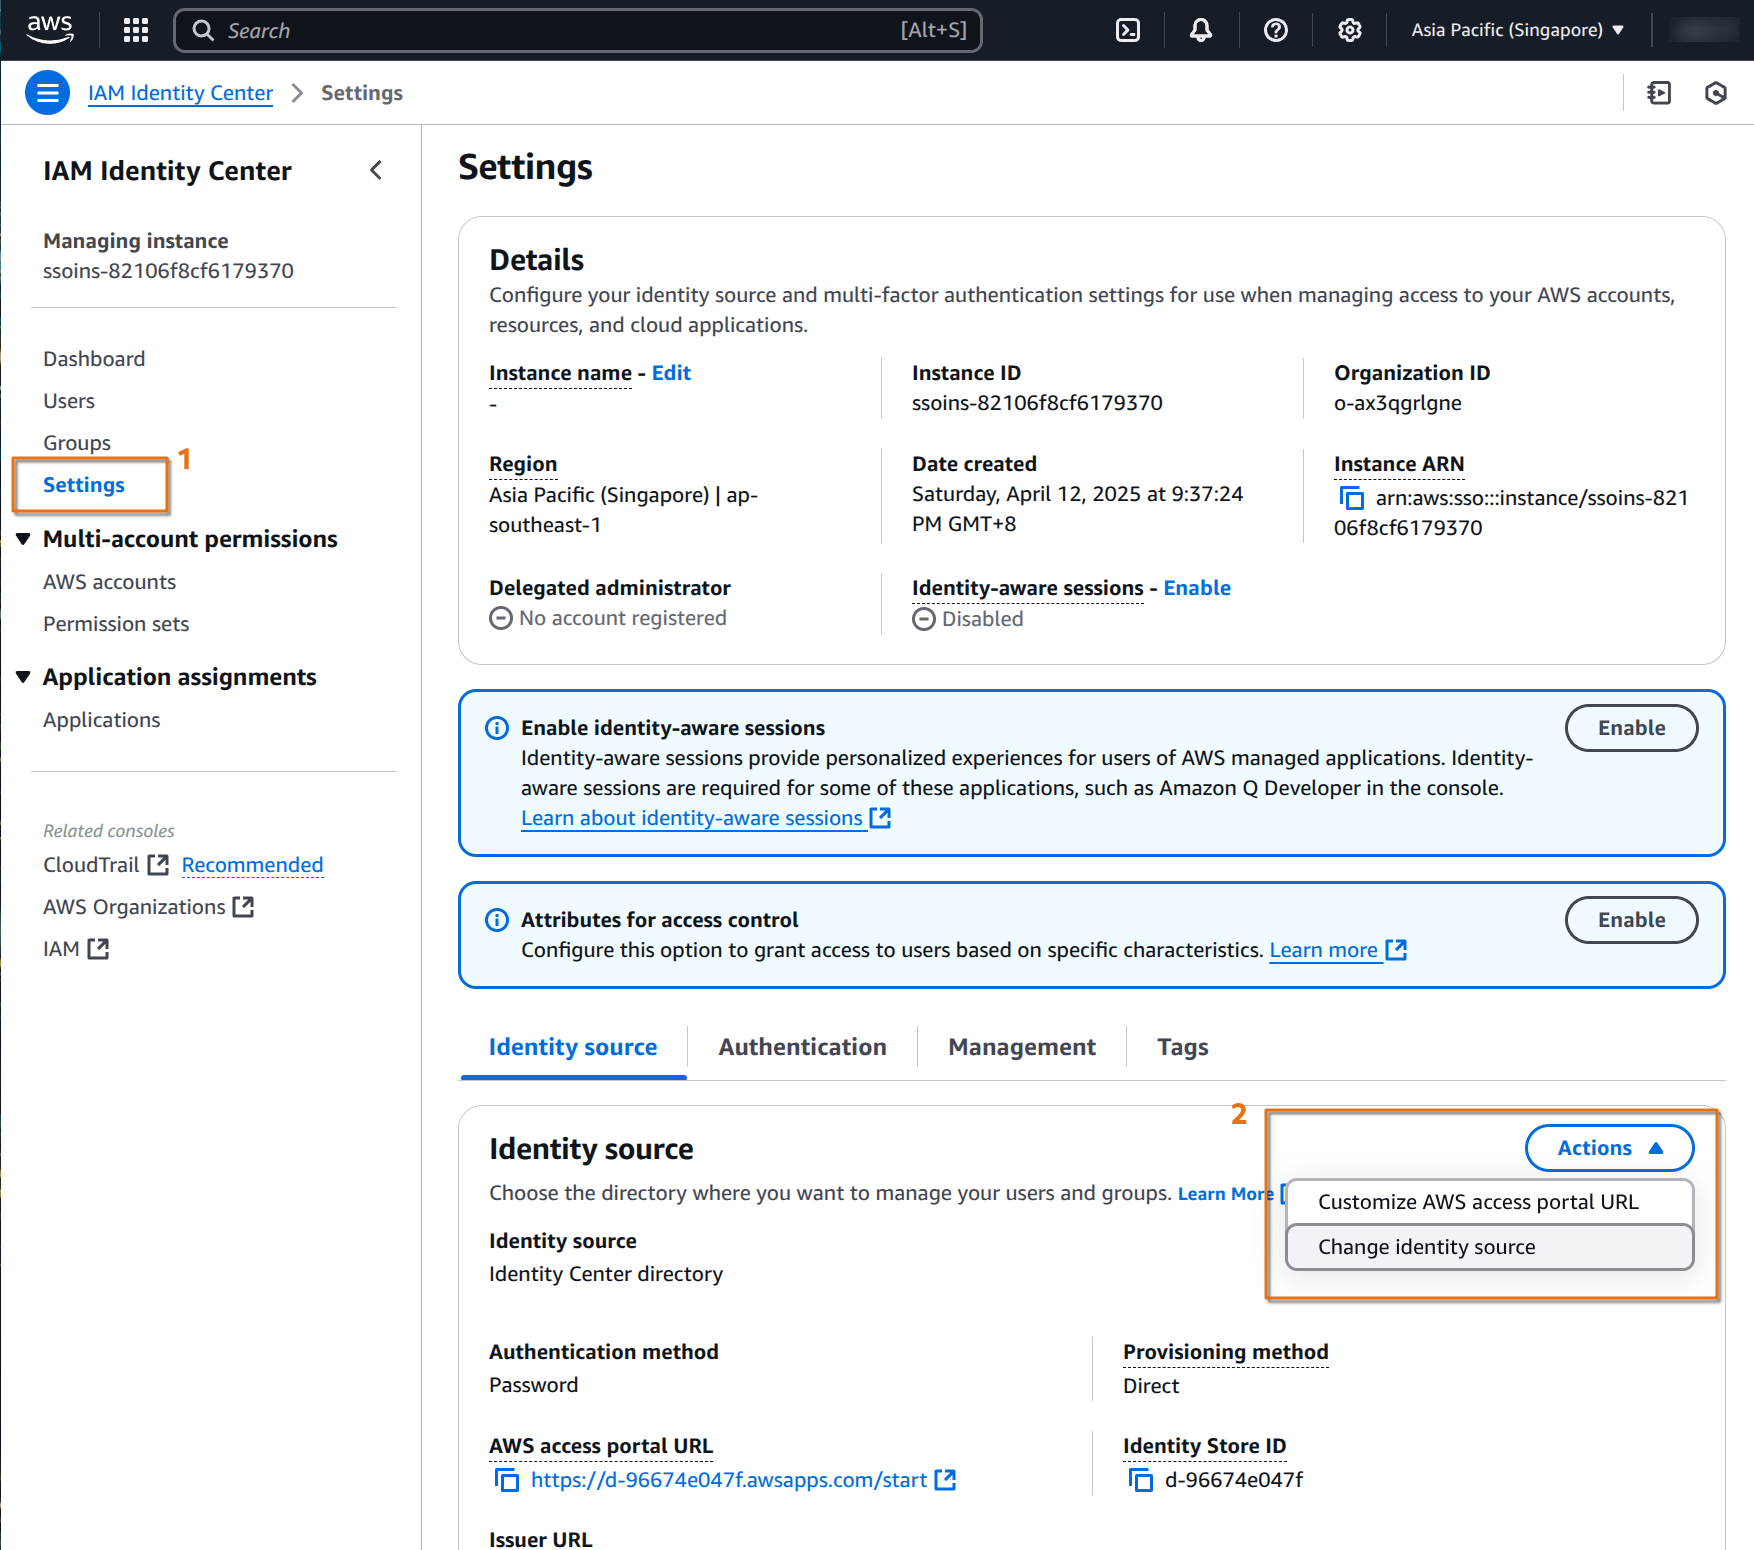 aws
Search
[Alt+S]
Asia Pacific (Singapore)
IAM Identity Center
Settings
IAM Identity Center
Managing instance
ssoins-82106f8cf6179370
Dashboard
Users
Groups
1
Settings
Multi-account permissions
AWS accounts
Permission sets
Application assignments
Applications
Related consoles
CloudTrail Recommended
AWS Organizations
IAM
Settings
Details
Configure your identity source and multi-factor authentication settings for use when managing access to your AWS accounts,
resources, and cloud applications.
Instance name - Edit
-
Instance ID
ssoins-82106f8cf6179370
Organization ID
o-ax3qgrlgne
Region
Asia Pacific (Singapore) | ap-
southeast-1
Date created
Saturday, April 12, 2025 at 9:37:24
PM GMT+8
Instance ARN
arn:aws:sso:::instance/ssoins-821
06f8cf6179370
Delegated administrator
No account registered
Identity-aware sessions - Enable
Disabled
Enable identity-aware sessions
Identity-aware sessions provide personalized experiences for users of AWS managed applications. Identity-
aware sessions are required for some of these applications, such as Amazon Q Developer in the console.
Learn about identity-aware sessions
Enable
Attributes for access control
Configure this option to grant access to users based on specific characteristics. Learn more
Enable
Identity source
Authentication
Management
Tags
2
Identity source
Actions
Choose the directory where you want to manage your users and groups. Learn More
Customize AWS access portal URL
Change identity source
Identity source
Identity Center directory
Authentication method
Password
Provisioning method
Direct
AWS access portal URL
https://d-96674e047f.awsapps.com/start
Identity Store ID
d-96674e047f
Issuer URL